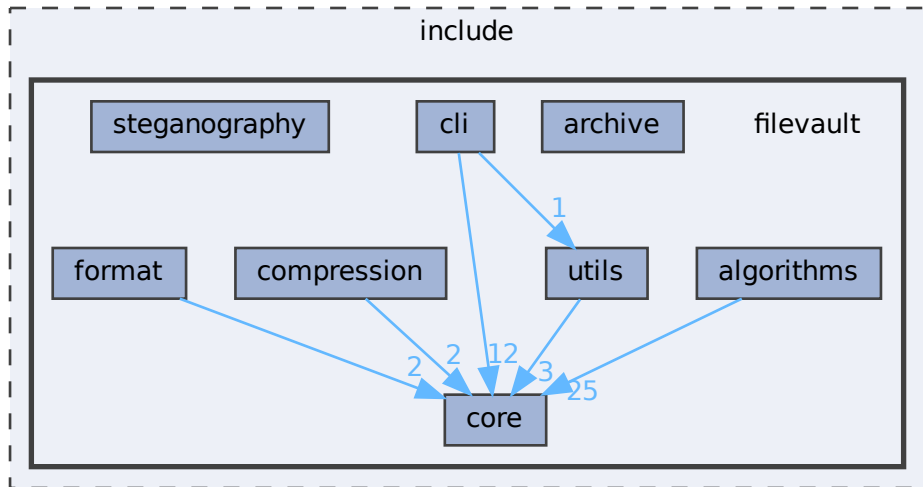 include
steganography
cli
archive
filevault
1
format
compression
utils
algorithms
2
2
12
3
25
core